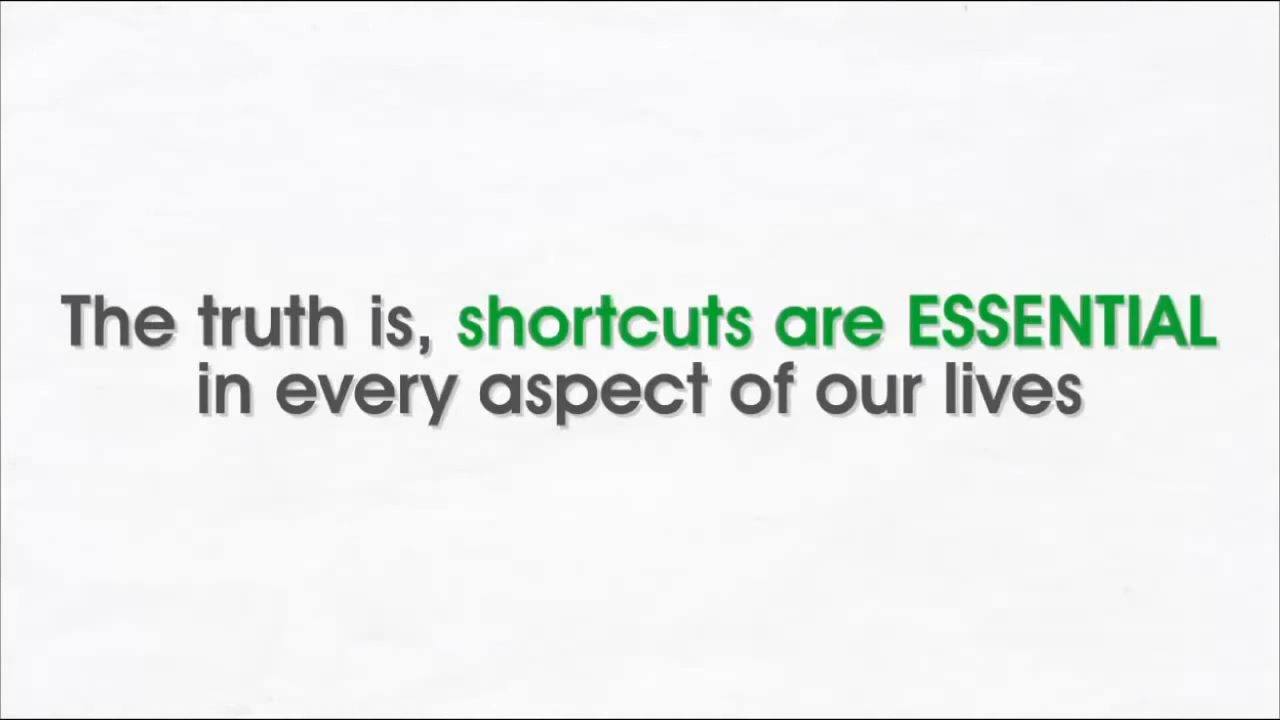 The truth is, shortcuts are ESSENTIAL
in every aspect of our lives